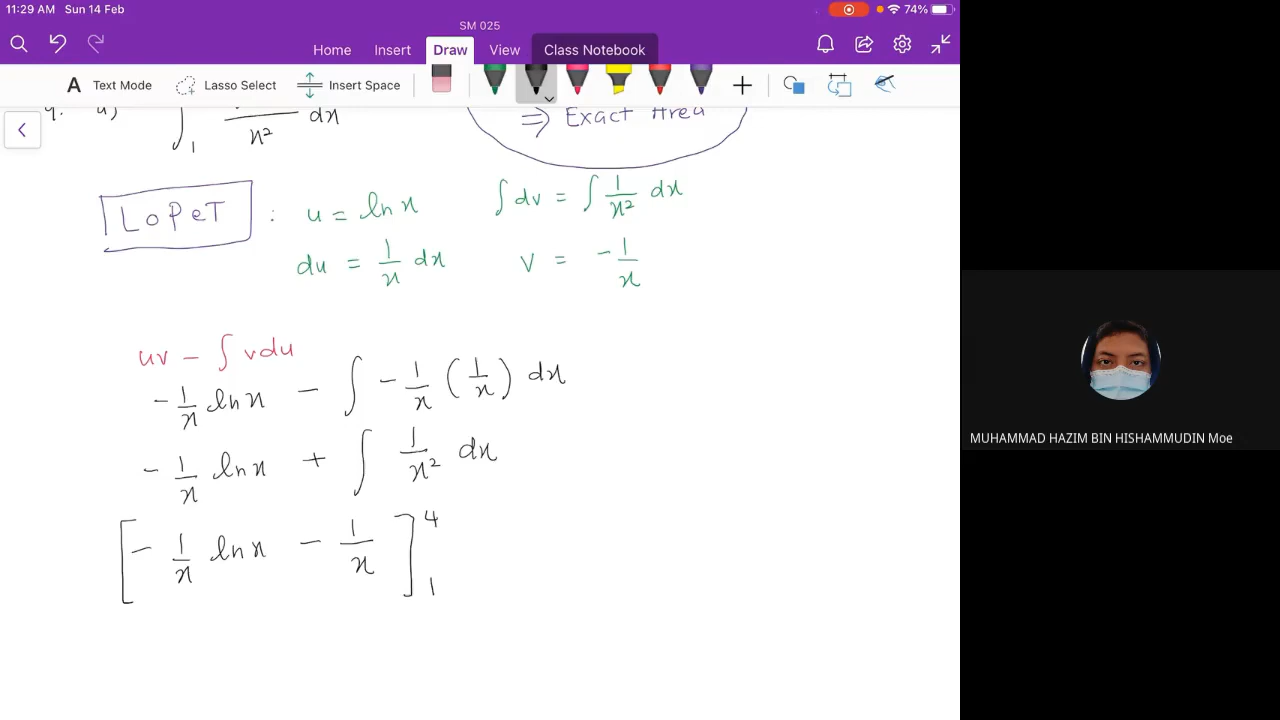 11:29 AM Sun 14 Feb 74%
SM 025
Home Insert Draw View Class Notebook
A Text Mode Lasso Select Insert Space
4. a) ∫₁ ― / x² dx
⇒ Exact Area
LoPeT : u = ln x ∫ dv = ∫ 1/x² dx
du = 1/x dx v = -1/x
uv - ∫ v du
- 1/x ln x - ∫ - 1/x (1/x) dx
- 1/x ln x + ∫ 1/x² dx
[- 1/x ln x - 1/x]₁⁴
MUHAMMAD HAZIM BIN HISHAMMUDIN Moe